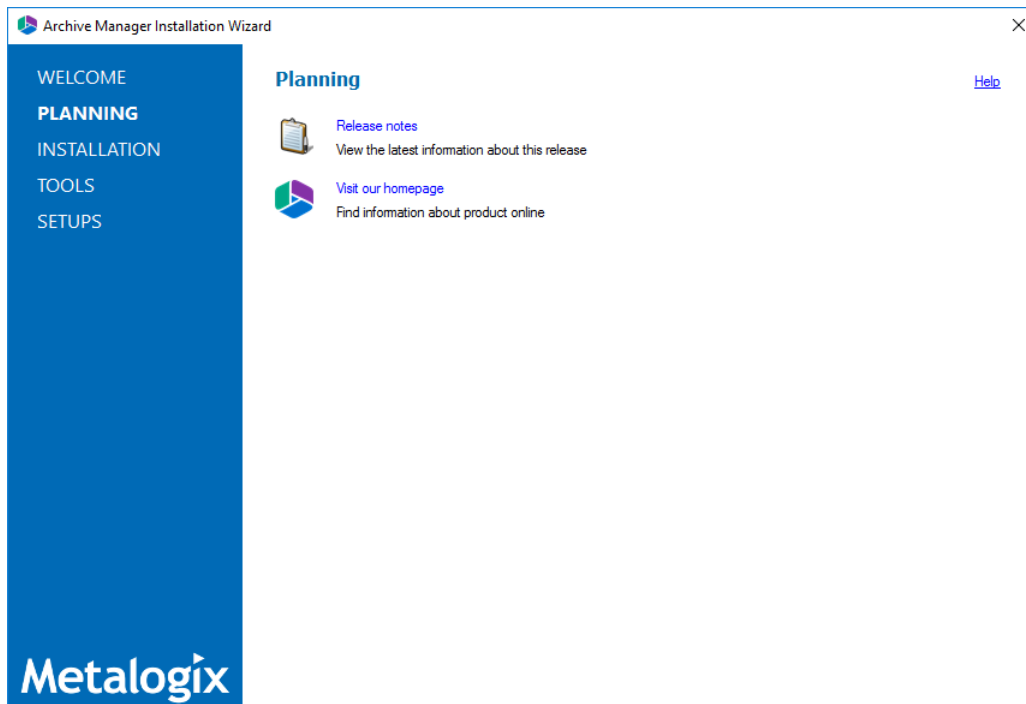 Archive Manager Installation Wizard
WELCOME
PLANNING
INSTALLATION
TOOLS
SETUPS
Metalogix
Planning
Help
Release notes
View the latest information about this release
Visit our homepage
Find information about product online